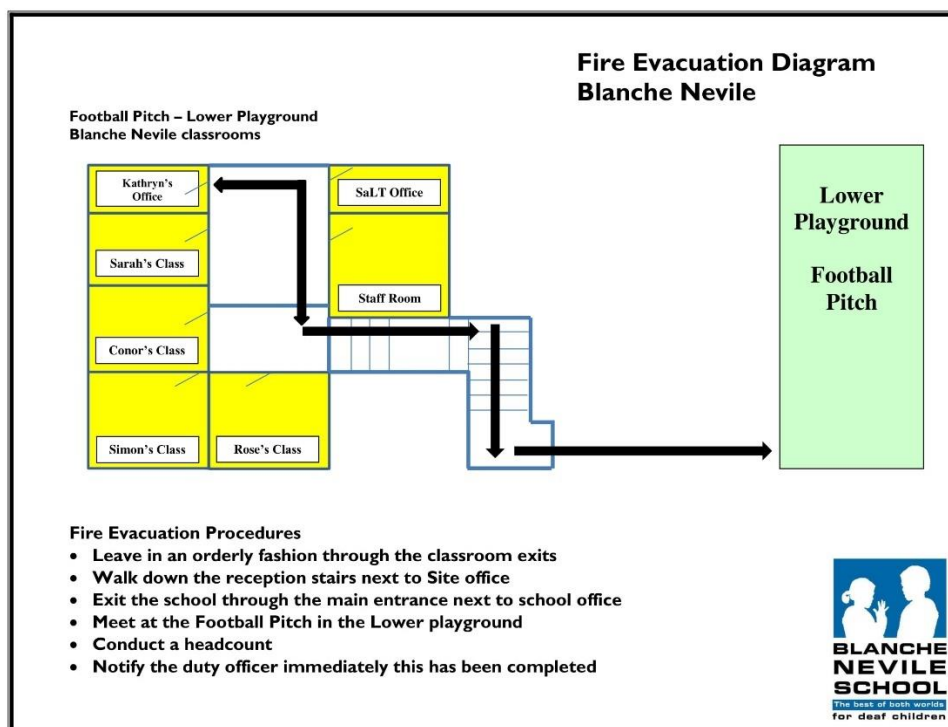 Fire Evacuation Diagram
Blanche Nevile
Football Pitch – Lower Playground
Blanche Nevile classrooms
Kathryn's
Office
SaLT Office
Sarah's Class
Staff Room
Conor's Class
Simon's Class
Rose's Class
Lower
Playground
Football
Pitch
Fire Evacuation Procedures
• Leave in an orderly fashion through the classroom exits
• Walk down the reception stairs next to Site office
• Exit the school through the main entrance next to school office
• Meet at the Football Pitch in the Lower playground
• Conduct a headcount
• Notify the duty officer immediately this has been completed
BLANCHE
NEVILE
SCHOOL
The best of both worlds
for deaf children